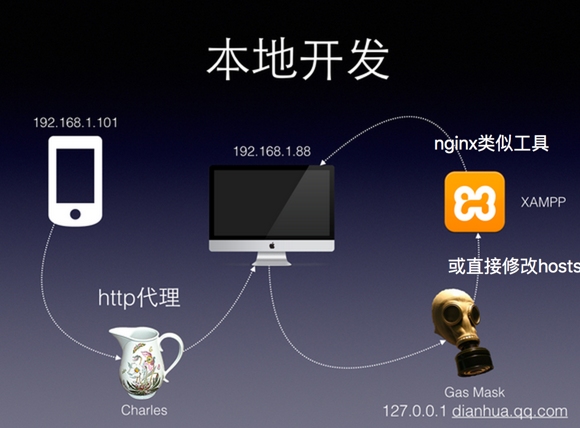 本地开发
192.168.1.101
192.168.1.88
nginx类似工具
XAMPP
或直接修改hosts
http代理
Charles
Gas Mask
127.0.0.1 dianhua.qq.com